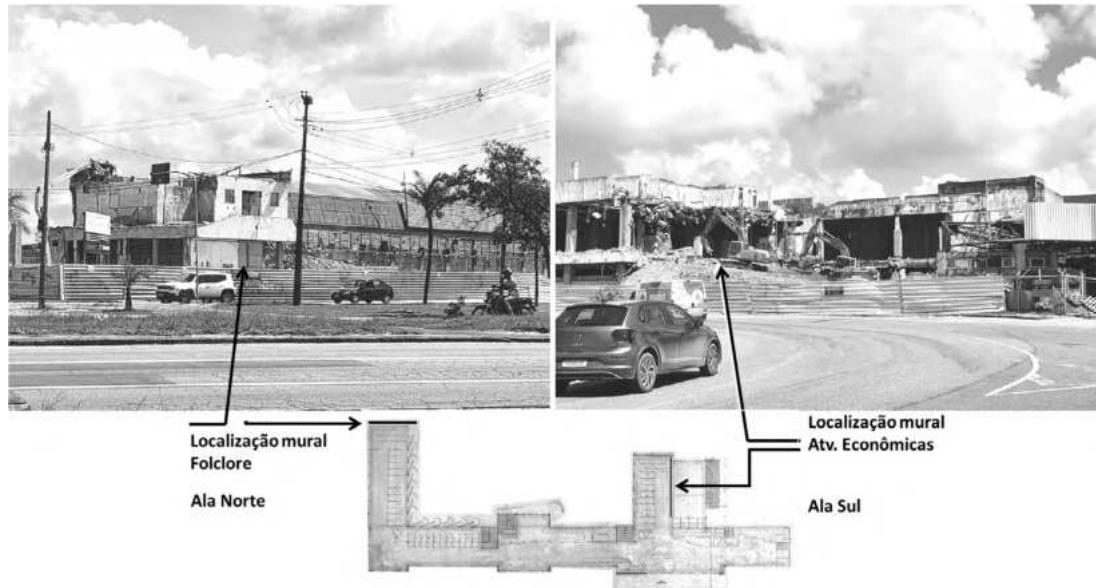 Localização mural
Folclore
Ala Norte
Localização mural
Atv. Econômicas
Ala Sul